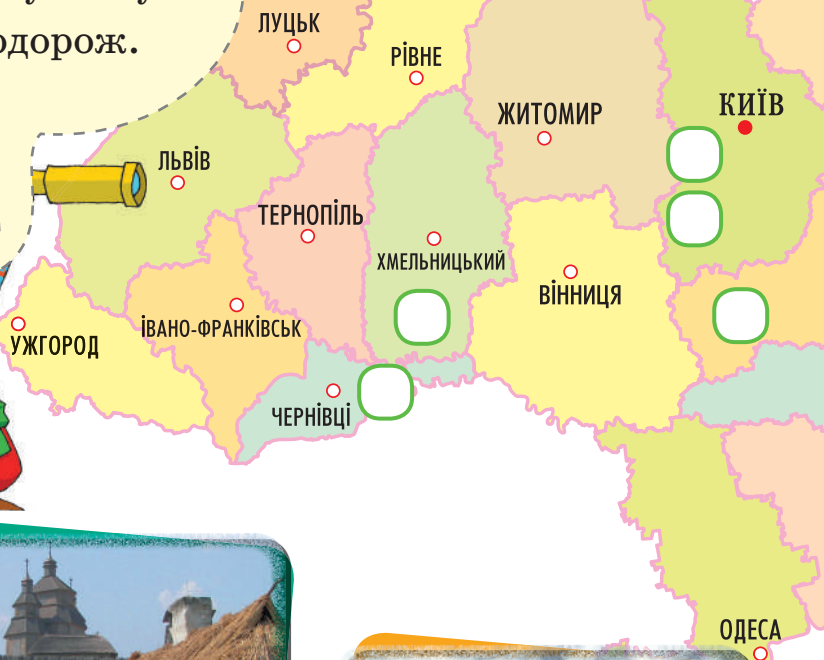 одорож.
ЛУЦЬК
РІВНЕ
КИЇВ
ЖИТОМИР
ЛЬВІВ
ТЕРНОПІЛЬ
ХМЕЛЬНИЦЬКИЙ
ВІННИЦЯ
ІВАНО-ФРАНКІВСЬК
УЖГОРОД
ЧЕРНІВЦІ
ОДЕСА